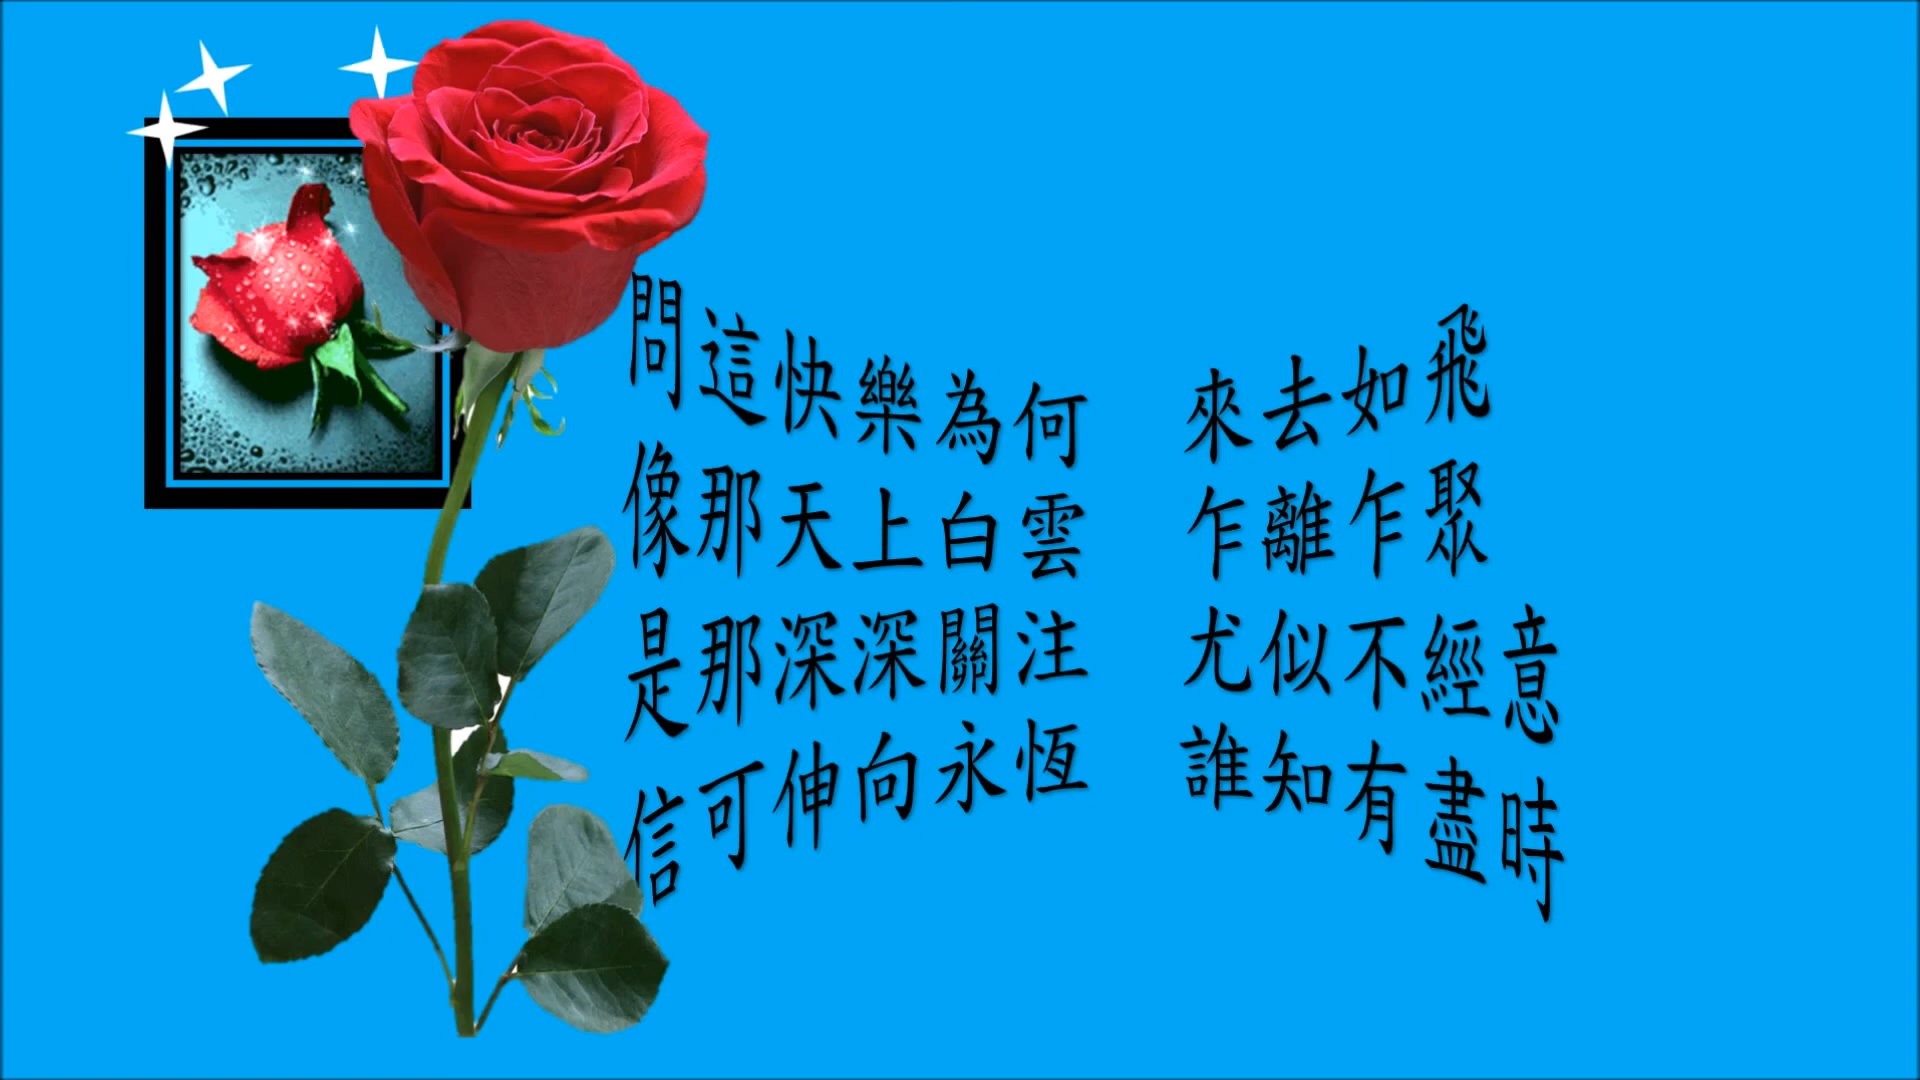 問這快樂為何 來去如飛
像那天上白雲 乍離乍聚
是那深深關注 尤似不經意
信可伸向永恆 誰知有盡時